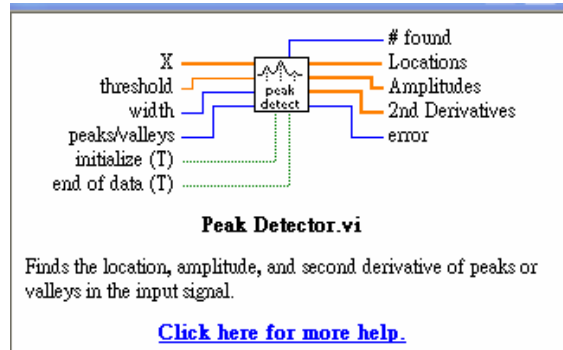 # found
X
Locations
threshold
Amplitudes
width
peak
detect
2nd Derivatives
peaks/valleys
error
initialize (T)
end of data (T)
Peak Detector.vi
Finds the location, amplitude, and second derivative of peaks or
valleys in the input signal.
Click here for more help.